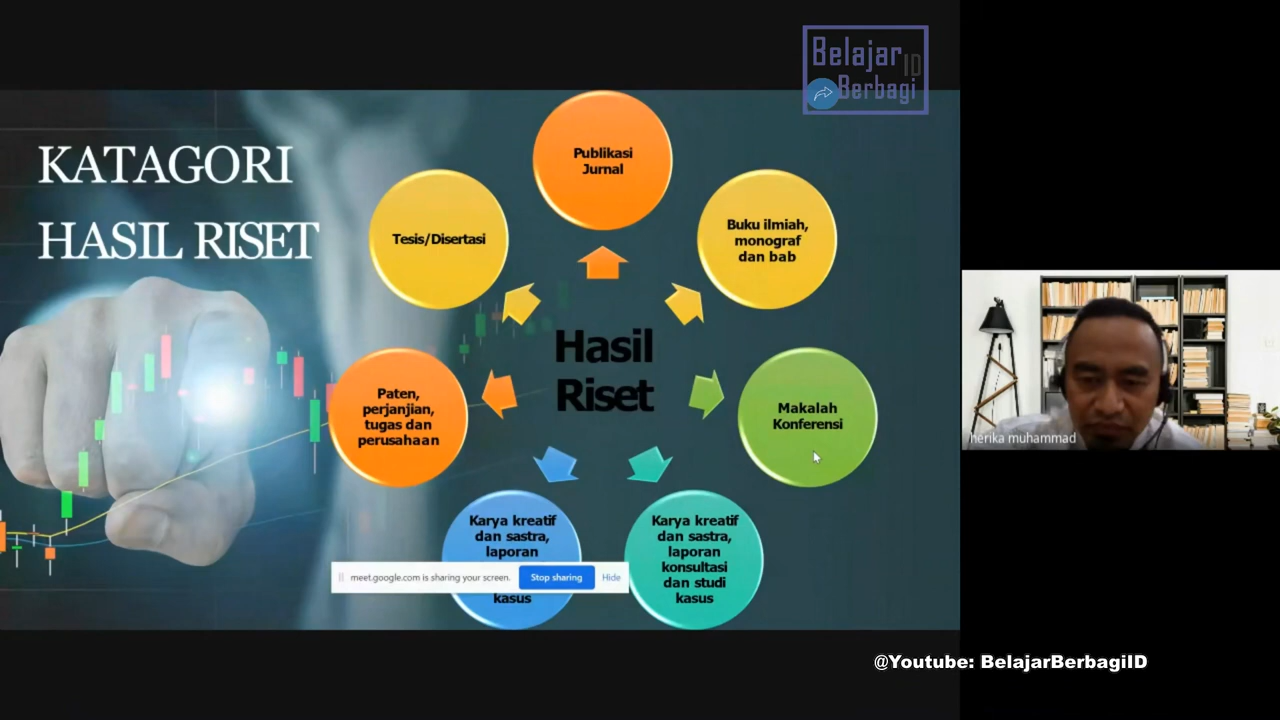 Belajar
ID
Berbagi
KATAGORI
HASIL RISET
Publikasi
Jurnal
Tesis/Disertasi
Buku ilmiah,
monograf
dan bab
Hasil
Riset
Paten,
perjanjian,
tugas dan
perusahaan
Makalah
Konferensi
Karya kreatif
dan sastra,
laporan
kasus
Karya kreatif
dan sastra,
laporan
konsultasi
dan studi
kasus
meet.google.com is sharing your screen.
Stop sharing
Hide
herika muhammad
@Youtube: BelajarBerbagiID